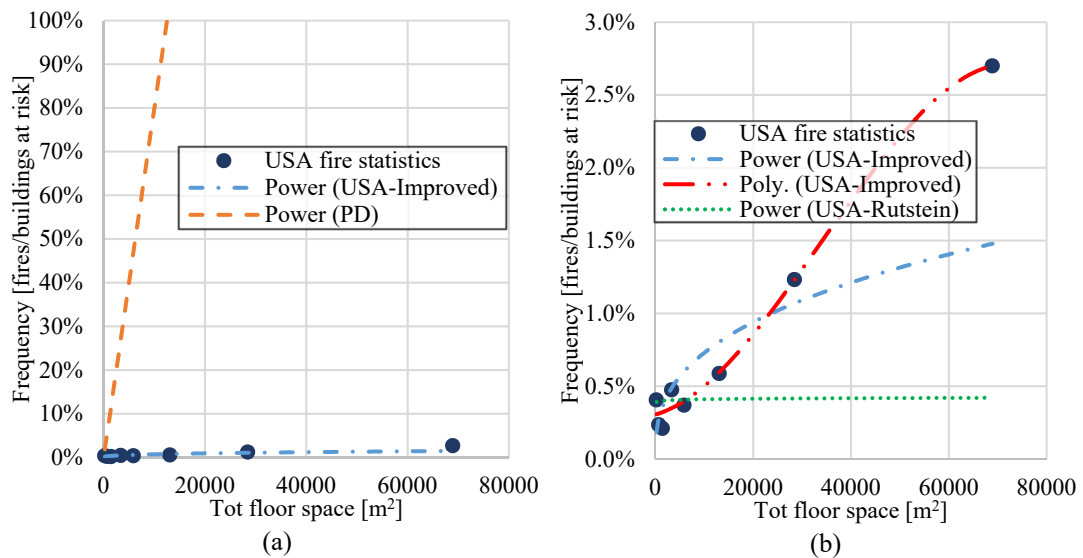 100%
90%
80%
70%
60%
50%
40%
30%
20%
10%
0%
Frequency [fires/buildings at risk]
USA fire statistics
Power (USA-Improved)
Power (PD)
0 20000 40000 60000 80000
Tot floor space [m²]
(a)
3.0%
2.5%
2.0%
1.5%
1.0%
0.5%
0.0%
Frequency [fires/buildings at risk]
USA fire statistics
Power (USA-Improved)
Poly. (USA-Improved)
Power (USA-Rutstein)
0 20000 40000 60000 80000
Tot floor space [m²]
(b)